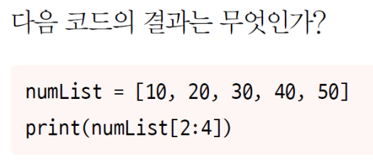 다음 코드의 결과는 무엇인가?
numList = [10, 20, 30, 40, 50]
print(numList[2:4])